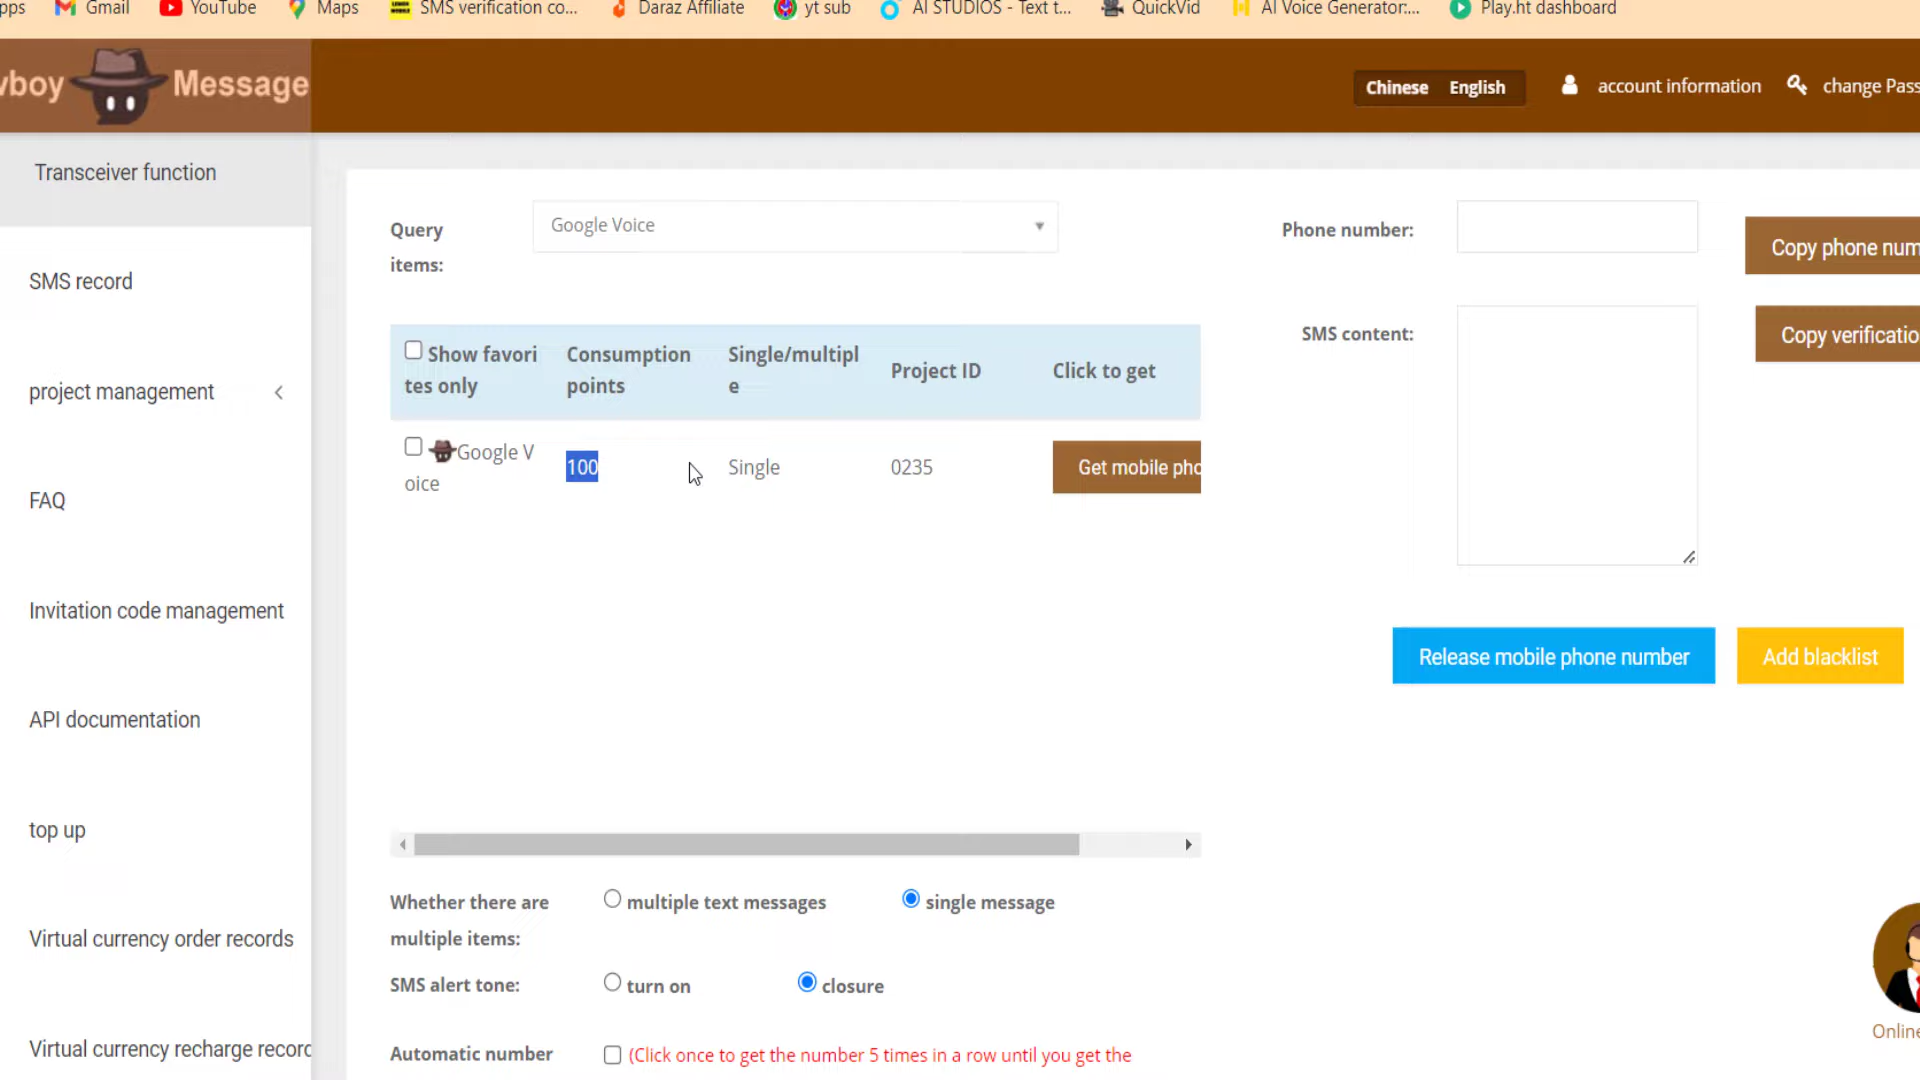 pps Gmail YouTube Maps SMS verification co... Daraz Affiliate yt sub AI STUDIOS - Text t... QuickVid AI Voice Generator:... Play.ht dashboard
wboy Message
Chinese English account information change Pass
Transceiver function
SMS record
project management
FAQ
Invitation code management
API documentation
top up
Virtual currency order records
Virtual currency recharge record
Query
items:
Google Voice
Show favori
tes only
Consumption
points
Single/multipl
e
Project ID
Click to get
Google V
oice
100
Single
0235
Get mobile pho
Whether there are
multiple items:
multiple text messages
single message
SMS alert tone:
turn on
closure
Automatic number
(Click once to get the number 5 times in a row until you get the
Phone number:
Copy phone num
SMS content:
Copy verificatio
Release mobile phone number
Add blacklist
Online